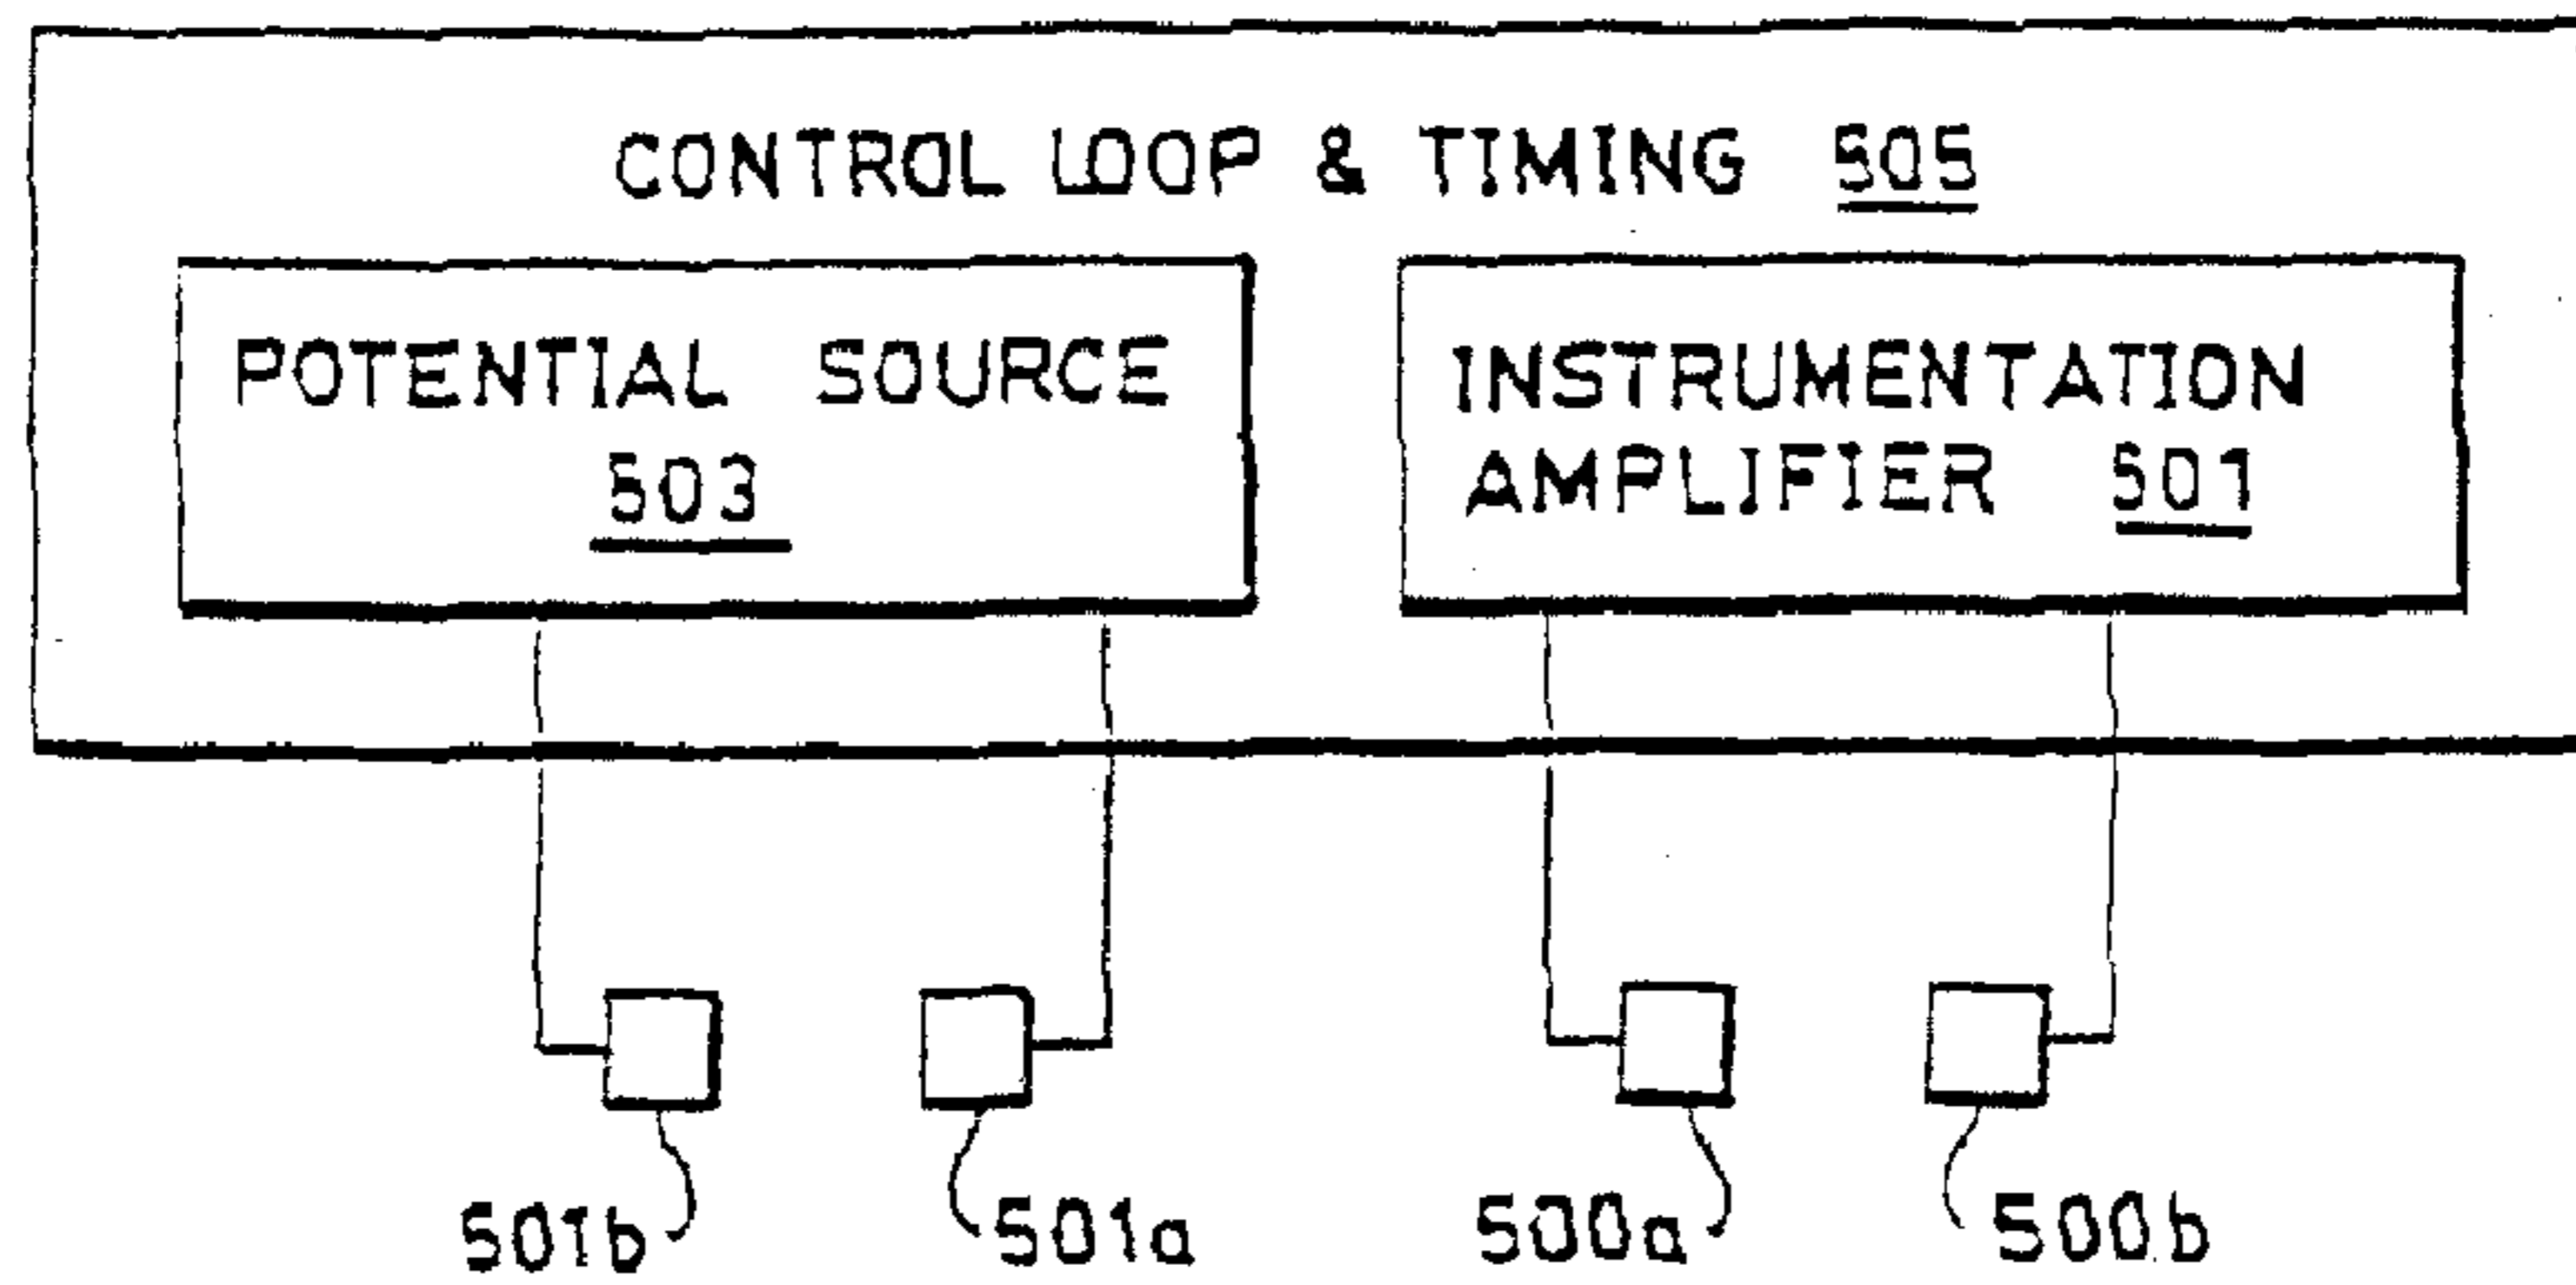 CONTROL LOOP & TIMING 505
POTENTIAL SOURCE
503
INSTRUMENTATION
AMPLIFIER 501
501b
501a
500a
500b